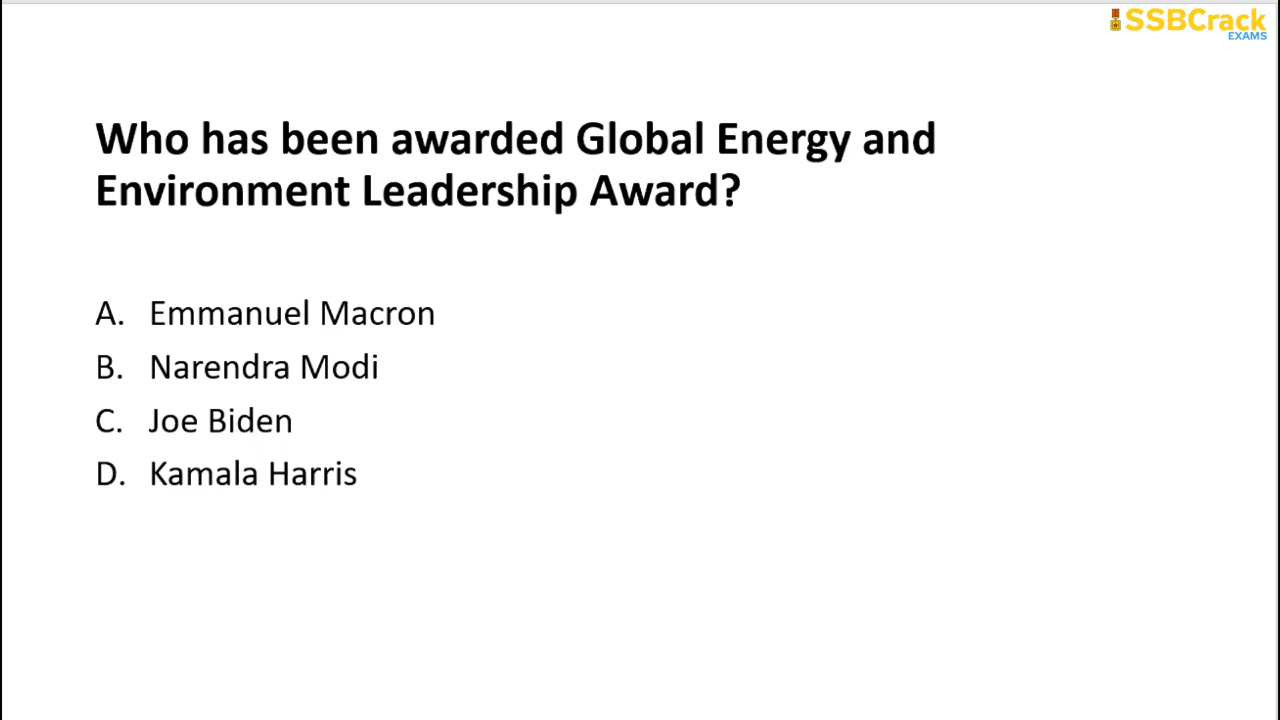 SSBCrack
EXAMS
Who has been awarded Global Energy and
Environment Leadership Award?
A. Emmanuel Macron
B. Narendra Modi
C. Joe Biden
D. Kamala Harris